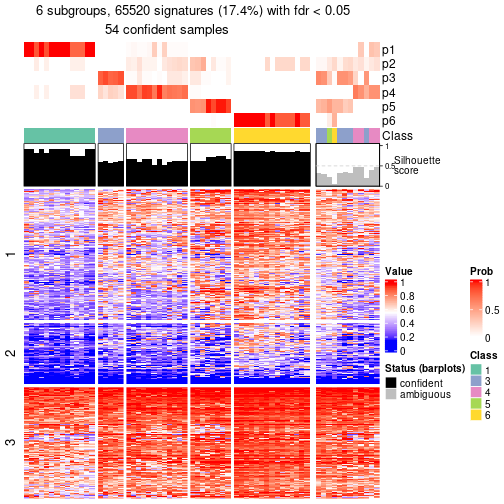 6 subgroups, 65520 signatures (17.4%) with fdr < 0.05
54 confident samples
p1
p2
p3
p4
p5
p6
Class
1
0.5
0
Silhouette
score
1
2
3
Value
1
0.8
0.6
0.4
0.2
0
Status (barplots)
confident
ambiguous
Prob
1
0.5
0
Class
1
3
4
5
6